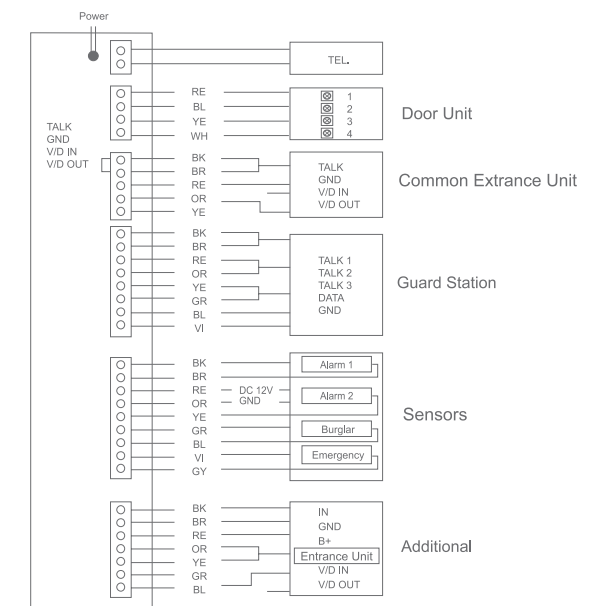 Power
TEL.
RE
BL
YE
WH
1
2
3
4
Door Unit
TALK
GND
V/D IN
V/D OUT
BK
BR
RE
OR
YE
TALK
GND
V/D IN
V/D OUT
Common Extrance Unit
BK
BR
RE
OR
YE
GR
BL
VI
TALK 1
TALK 2
TALK 3
DATA
GND
Guard Station
BK
BR
RE
OR
YE
GR
BL
VI
GY
DC 12V
GND
Alarm 1
Alarm 2
Burglar
Emergency
Sensors
BK
BR
RE
OR
YE
GR
BL
IN
GND
B+
Entrance Unit
V/D IN
V/D OUT
Additional